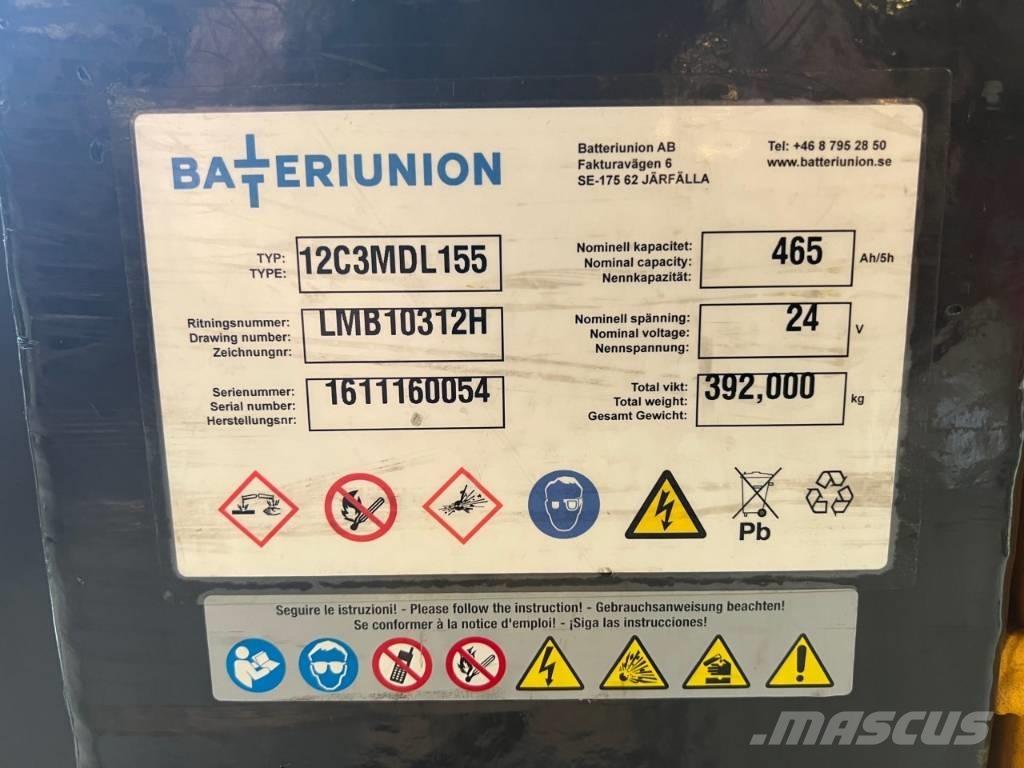 BATTERIUNION
Batteriunion AB
Fakturavägen 6
SE-175 62 JÄRFÄLLA
Tel: +46 8 795 28 50
www.batteriunion.se
TYP:
TYPE:
12C3MDL155
Nominell kapacitet:
Nominal capacity:
Nennkapazität:
465
Ah/5h
Ritningsnummer:
Drawing number:
Zeichnungnr:
LMB10312H
Nominell spänning:
Nominal voltage:
Nennspannung:
24
V
Serienummer:
Serial number:
Herstellungsnr:
1611160054
Total vikt:
Total weight:
Gesamt Gewicht:
392,000
kg
Pb
Seguire le istruzioni! - Please follow the instruction! - Gebrauchsanweisung beachten!
Se conformer à la notice d'emploi! - ¡Siga las instrucciones!
MASCUS